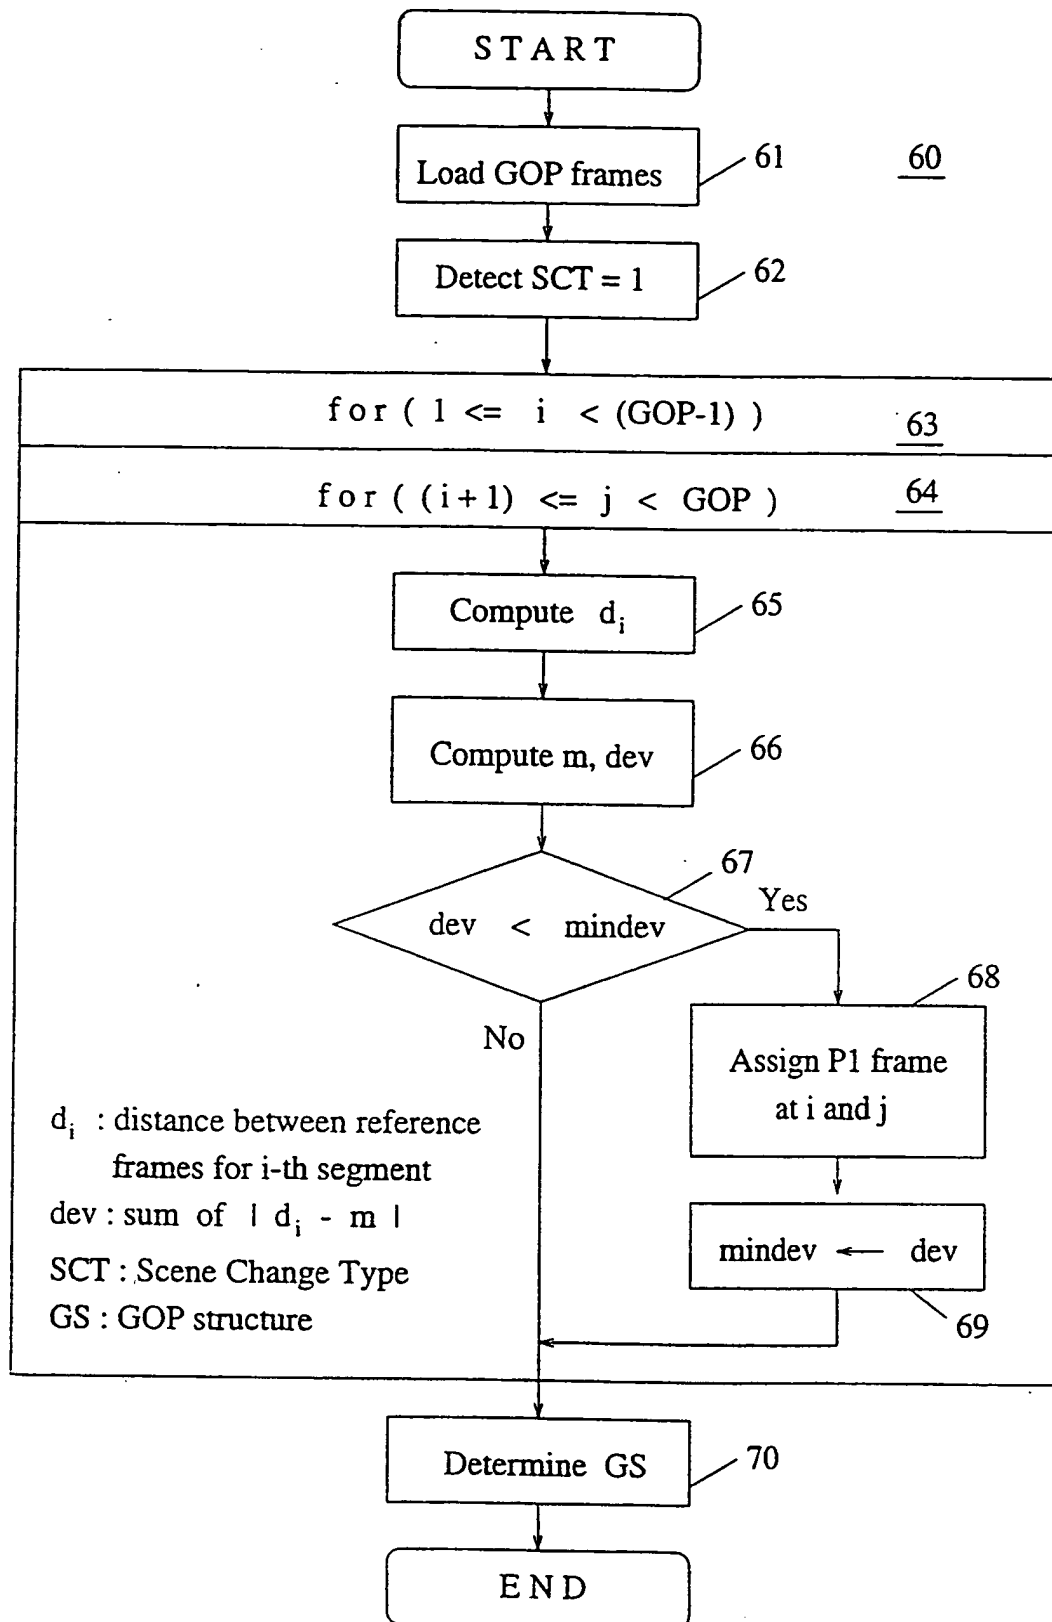 START
Load GOP frames
61
60
Detect SCT = 1
62
for ( 1 <= i < (GOP-1) )
63
for ( (i+1) <= j < GOP )
64
Compute d_i
65
Compute m, dev
66
67
dev < mindev
Yes
68
No
Assign P1 frame
at i and j
d_i : distance between reference
frames for i-th segment
dev : sum of | d_i - m |
mindev ← dev
SCT : Scene Change Type
69
GS : GOP structure
Determine GS
70
END